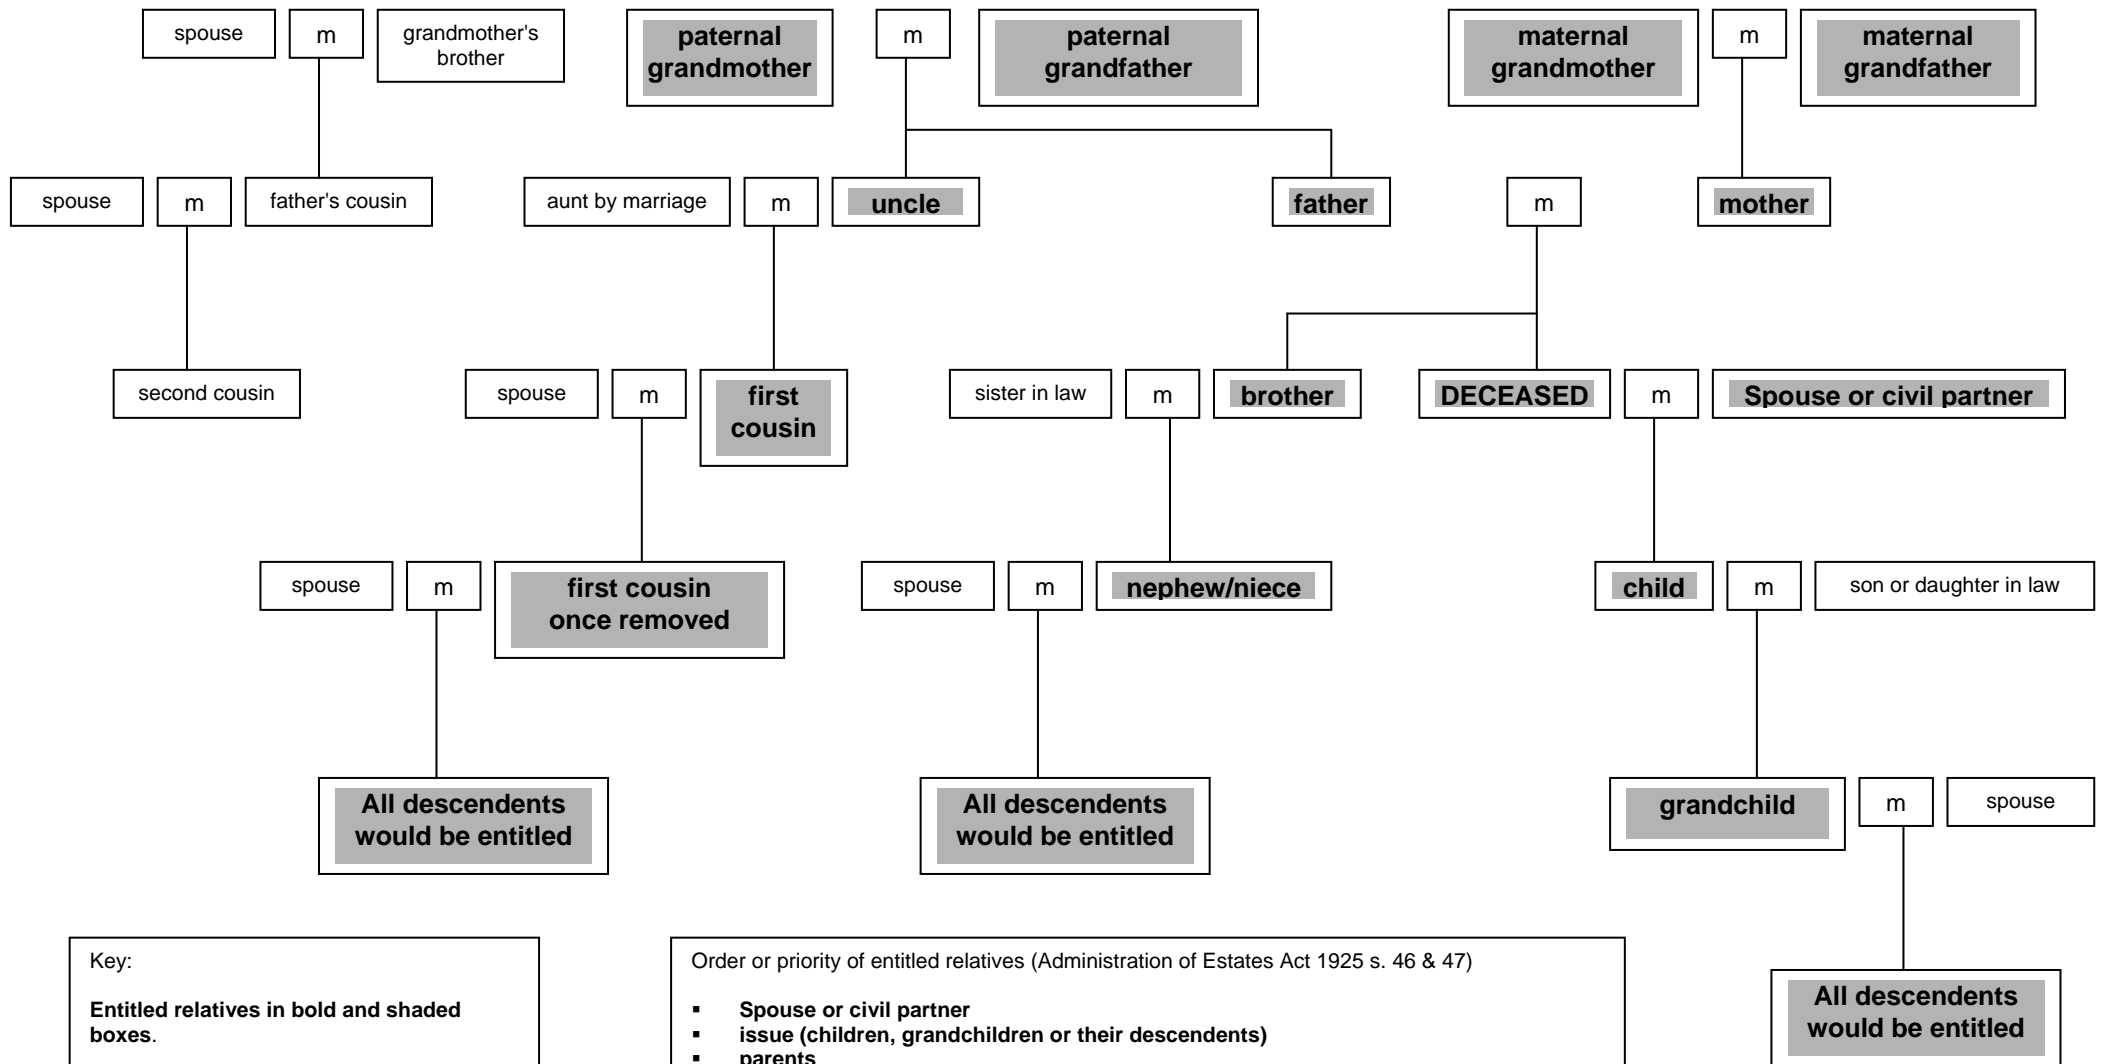 spouse
m
grandmother's
brother
paternal
grandmother
m
paternal
grandfather
maternal
grandmother
m
maternal
grandfather
spouse
m
father's cousin
aunt by marriage
m
uncle
father
m
mother
second cousin
spouse
m
first
cousin
sister in law
m
brother
DECEASED
m
Spouse or civil partner
spouse
m
first cousin
once removed
spouse
m
nephew/niece
child
m
son or daughter in law
All descendents
would be entitled
All descendents
would be entitled
grandchild
m
spouse
Key:
Entitled relatives in bold and shaded
boxes.
Order or priority of entitled relatives (Administration of Estates Act 1925 s. 46 & 47)
▪ Spouse or civil partner
▪ issue (children, grandchildren or their descendents)
▪ parents
All descendents
would be entitled